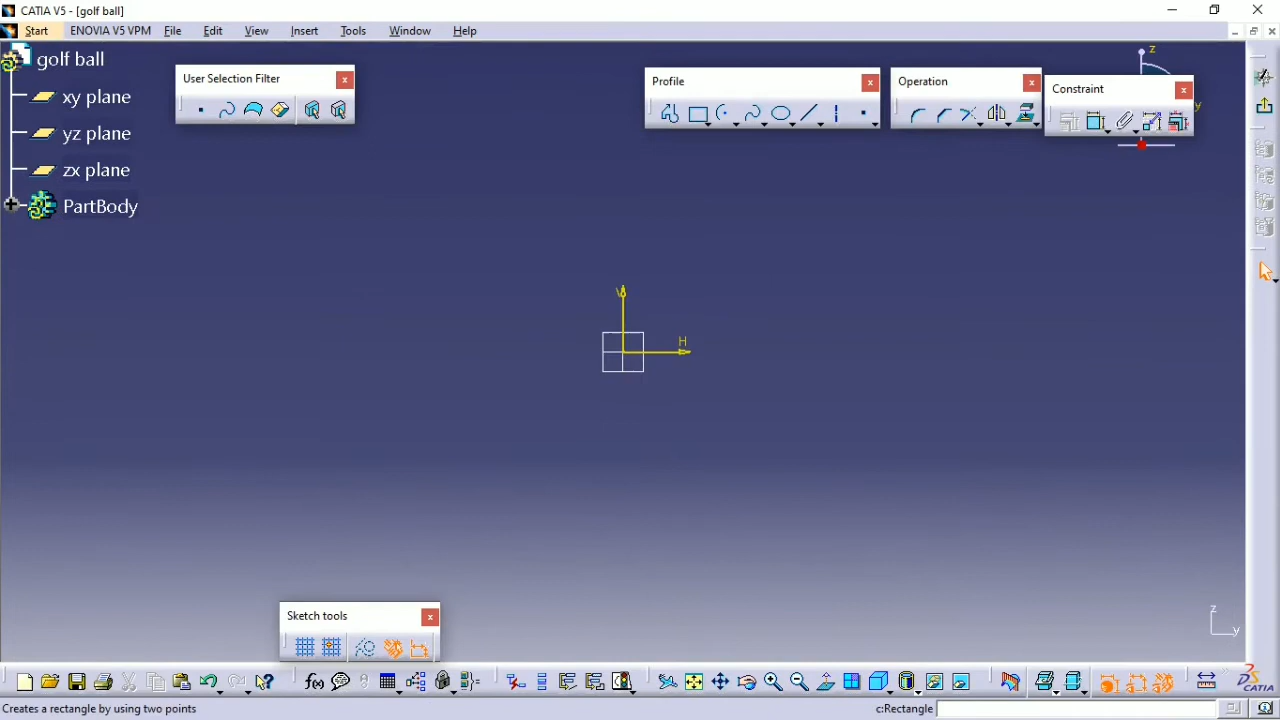 CATIA V5 - [golf ball]
Start ENOVIA V5 VPM File Edit View Insert Tools Window Help
golf ball
xy plane
yz plane
zx plane
PartBody
User Selection Filter
Profile
Operation
Constraint
z
y
V
H
Sketch tools
z
y
f(x)
CATIA
Creates a rectangle by using two points
c:Rectangle